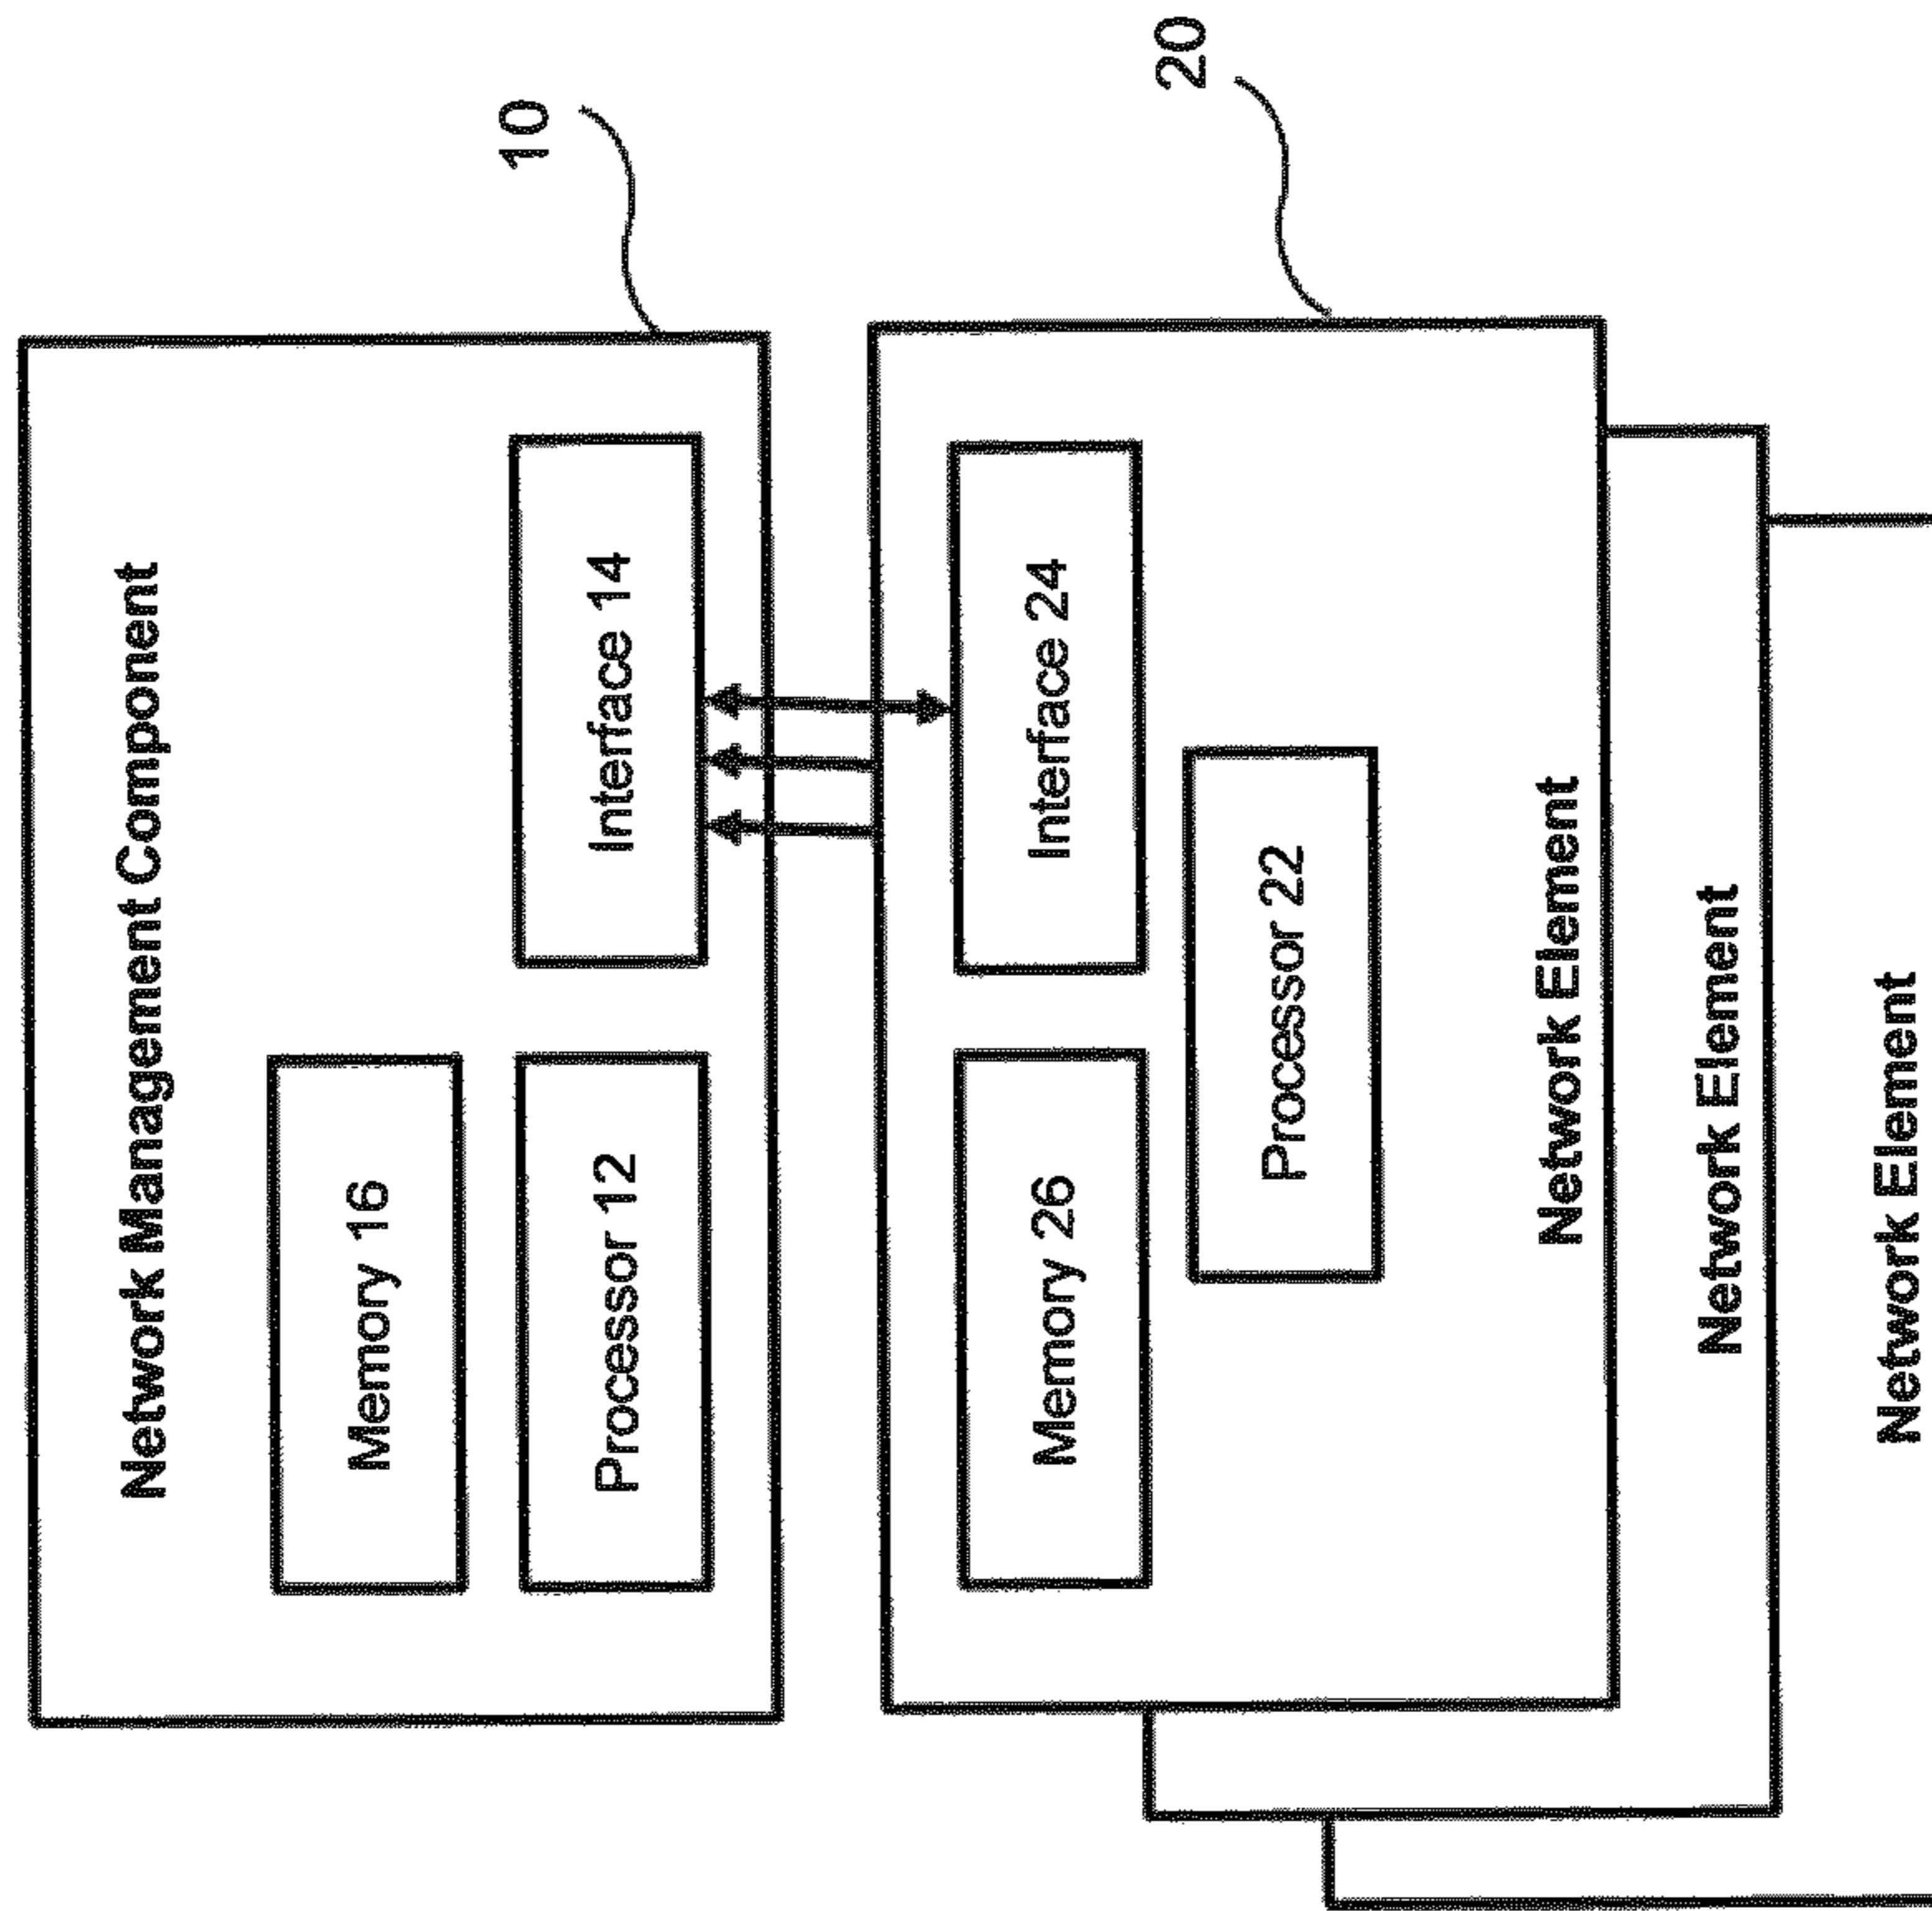 Network Management Component
10
Memory 16
Processor 12
Interface 14
20
Memory 26
Interface 24
Processor 22
Network Element
Network Element
Network Element